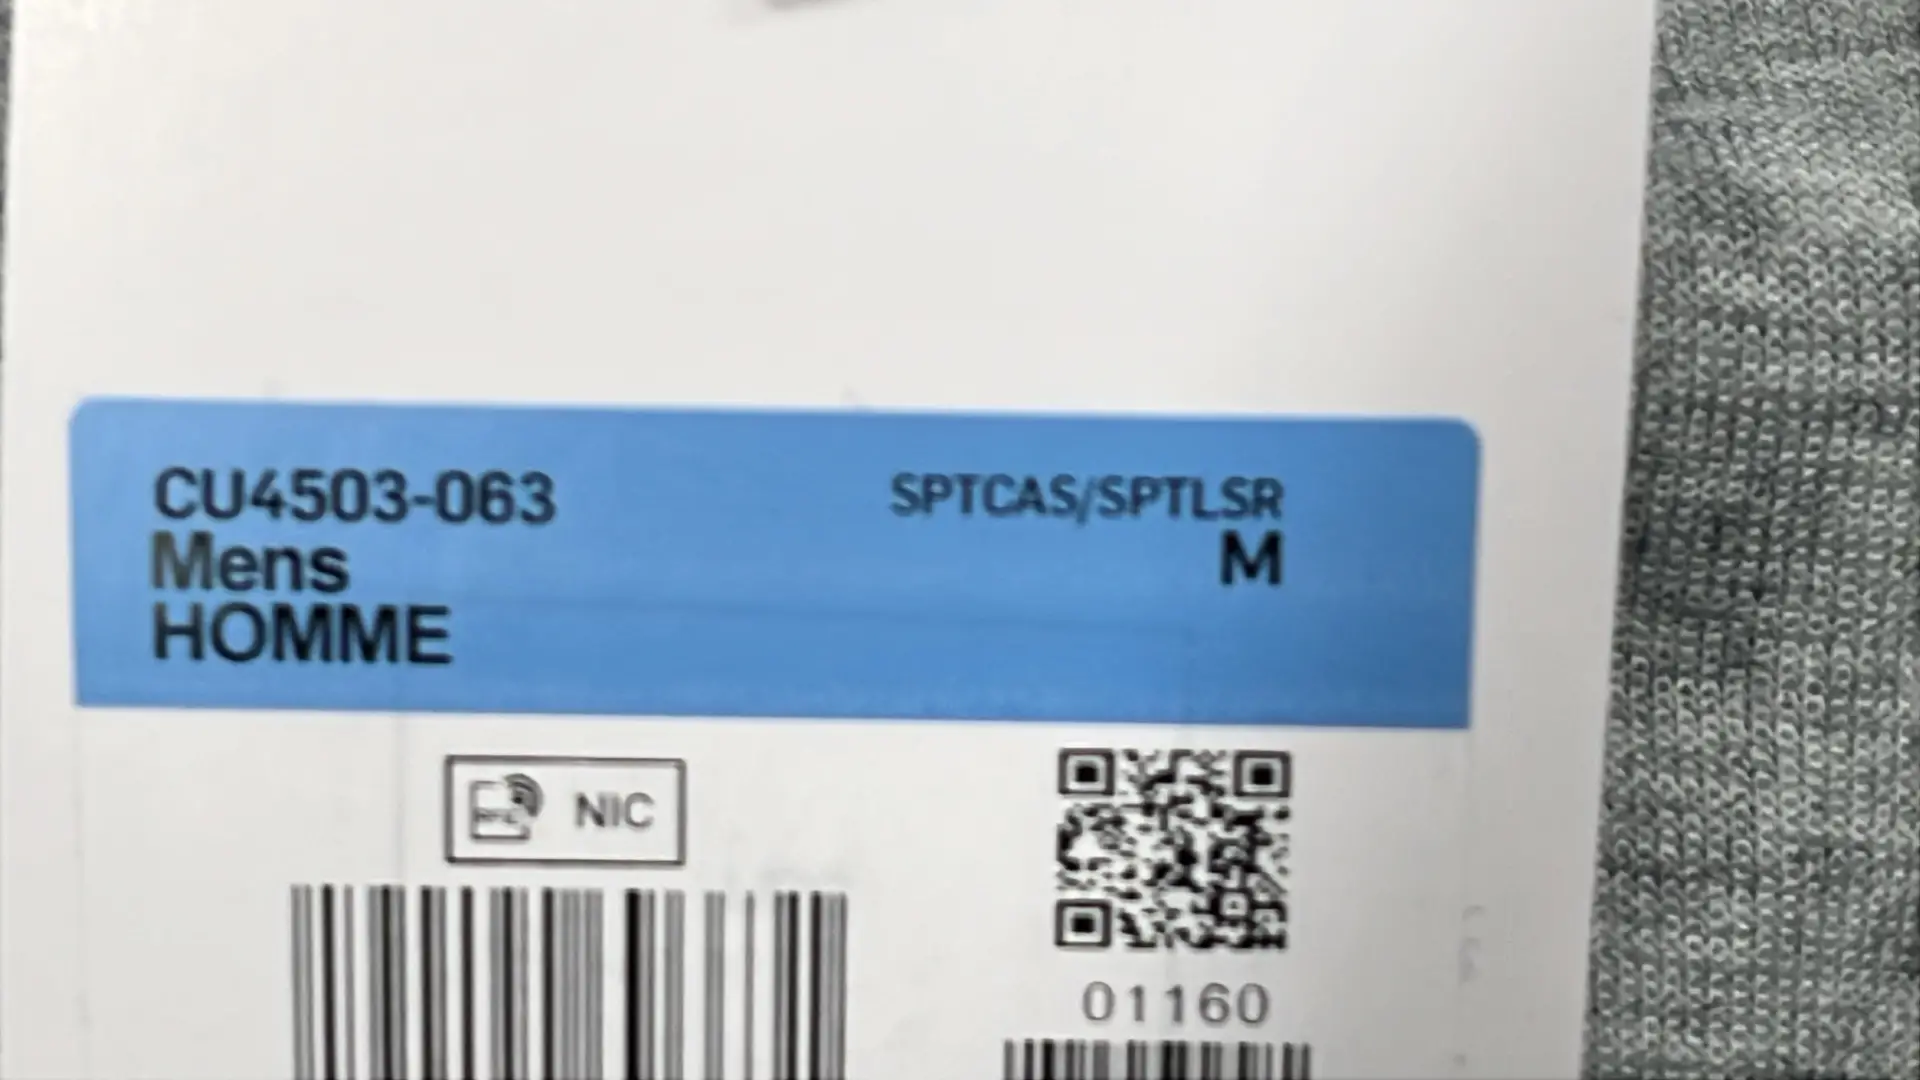 CU4503-063 SPTCAS/SPTLSR
Mens M
HOMME
NIC
01160